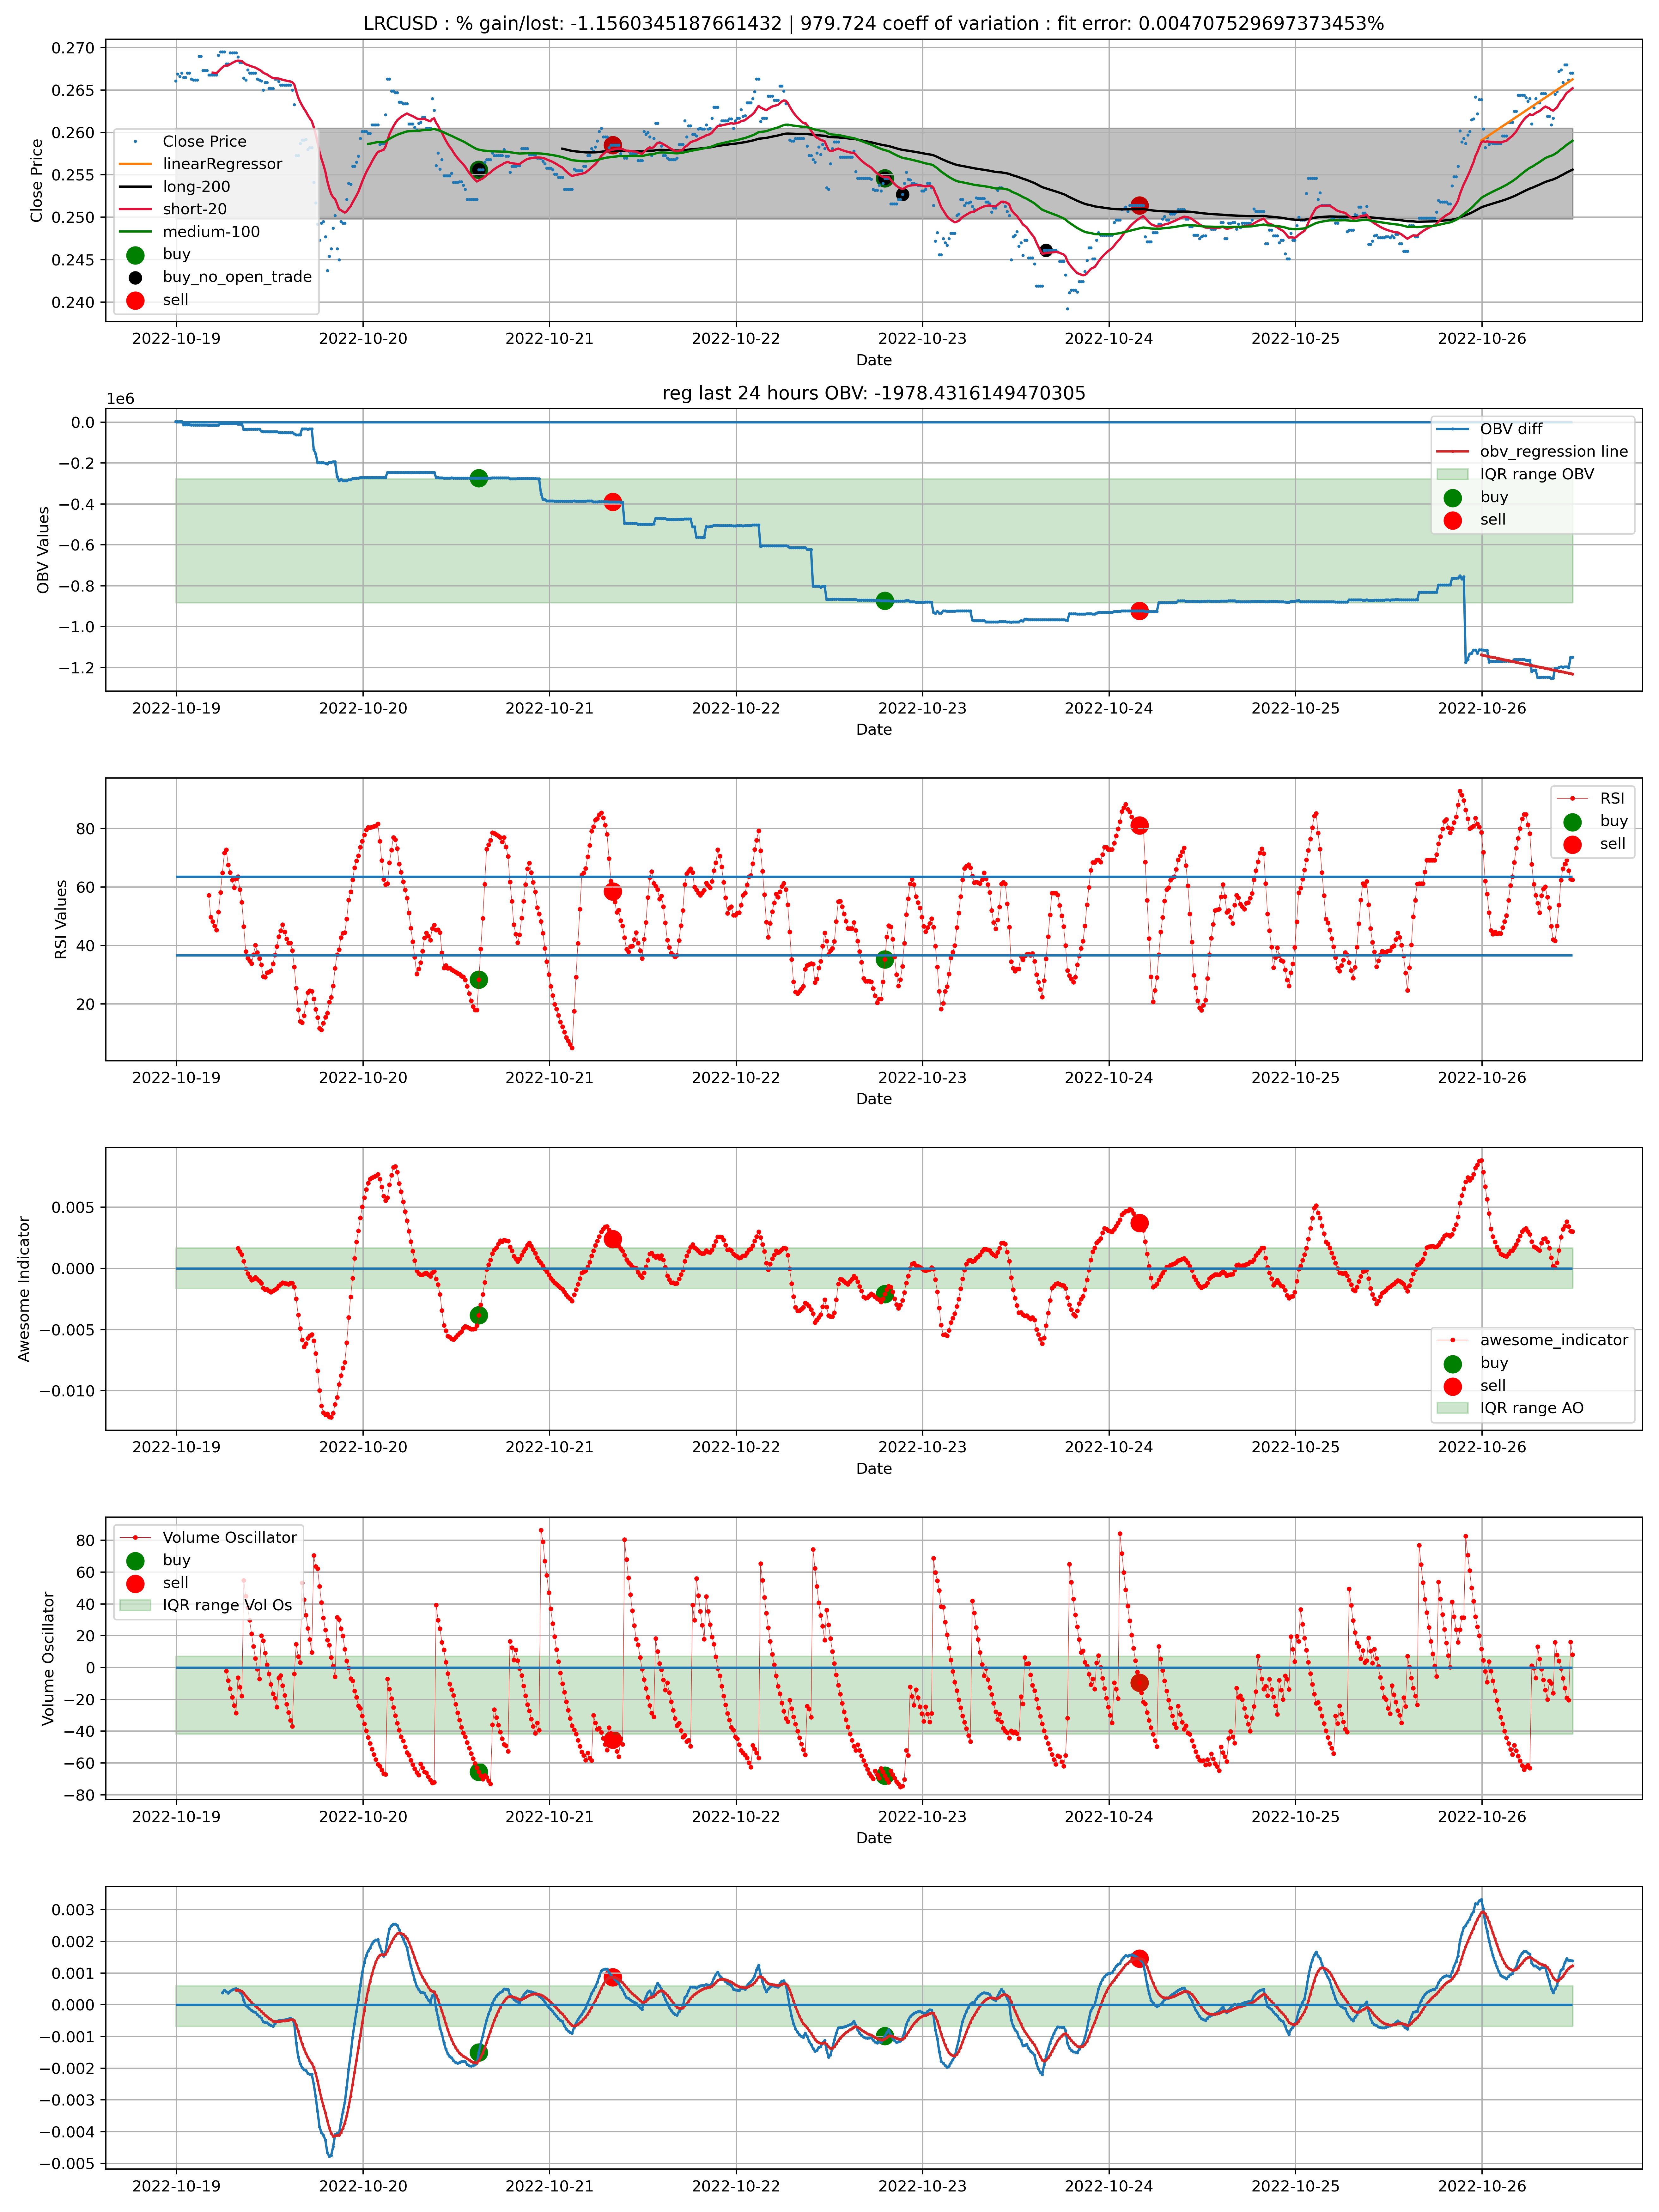 LRCUSD : % gain/lost: -1.1560345187661432 | 979.724 coeff of variation : fit error: 0.004707529697373453%
0.270
0.265
0.260
0.255
0.250
0.245
0.240
Close Price
Close Price
linearRegressor
long-200
short-20
medium-100
buy
buy_no_open_trade
sell
2022-10-19 2022-10-20 2022-10-21 2022-10-22 2022-10-23 2022-10-24 2022-10-25 2022-10-26
Date
reg last 24 hours OBV: -1978.4316149470305
1e6
0.0
−0.2
−0.4
−0.6
−0.8
−1.0
−1.2
OBV Values
OBV diff
obv_regression line
IQR range OBV
buy
sell
2022-10-19 2022-10-20 2022-10-21 2022-10-22 2022-10-23 2022-10-24 2022-10-25 2022-10-26
Date
80
60
40
20
RSI Values
RSI
buy
sell
2022-10-19 2022-10-20 2022-10-21 2022-10-22 2022-10-23 2022-10-24 2022-10-25 2022-10-26
Date
0.005
0.000
−0.005
−0.010
Awesome Indicator
awesome_indicator
buy
sell
IQR range AO
2022-10-19 2022-10-20 2022-10-21 2022-10-22 2022-10-23 2022-10-24 2022-10-25 2022-10-26
Date
80
60
40
20
0
−20
−40
−60
−80
Volume Oscillator
Volume Oscillator
buy
sell
IQR range Vol Os
2022-10-19 2022-10-20 2022-10-21 2022-10-22 2022-10-23 2022-10-24 2022-10-25 2022-10-26
Date
0.003
0.002
0.001
0.000
−0.001
−0.002
−0.003
−0.004
−0.005
2022-10-19 2022-10-20 2022-10-21 2022-10-22 2022-10-23 2022-10-24 2022-10-25 2022-10-26